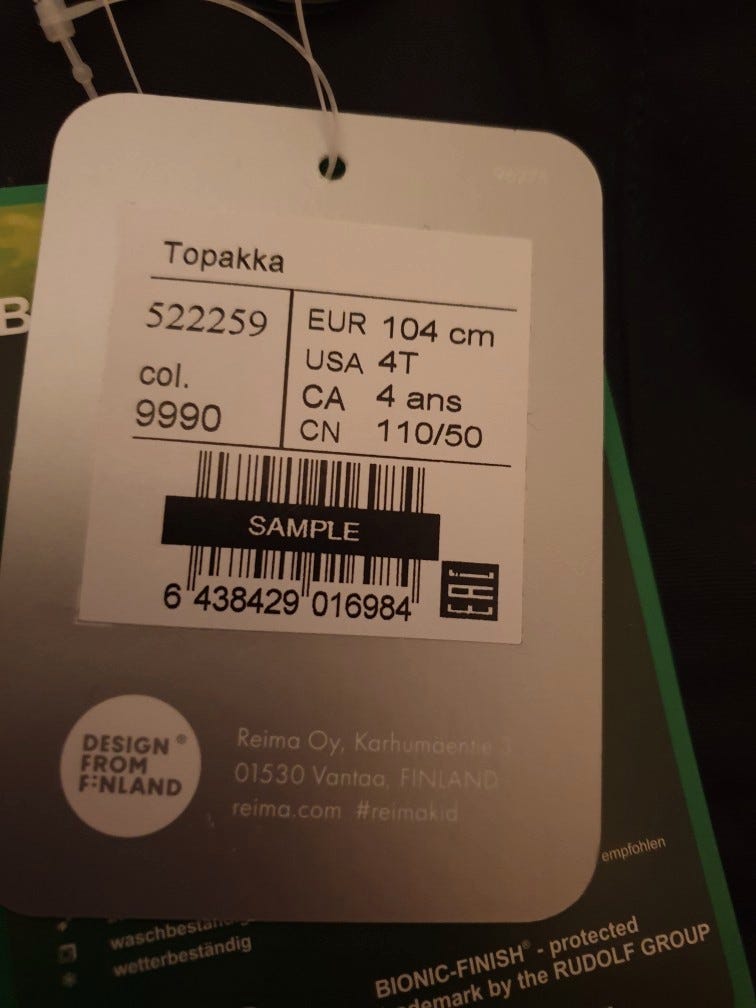 Topakka
522259
col.
9990
EUR 104 cm
USA 4T
CA 4 ans
CN 110/50
SAMPLE
6 438429 016984
EAC
DESIGN ®
FROM
FINLAND
Reima Oy, Karhumäentie 3
01530 Vantaa, FINLAND
reima.com #reimakid
B
empfohlen
wetterbeständig
BIONIC-FINISH® - protected
by the RUDOLF GROUP